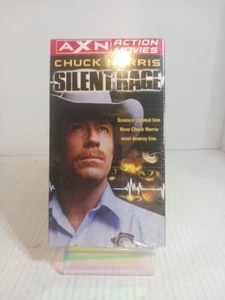 AXN ACTION MOVIES
CHUCK NORRIS
SILENT RAGE
Science created him.
Now Chuck Norris
must destroy him.